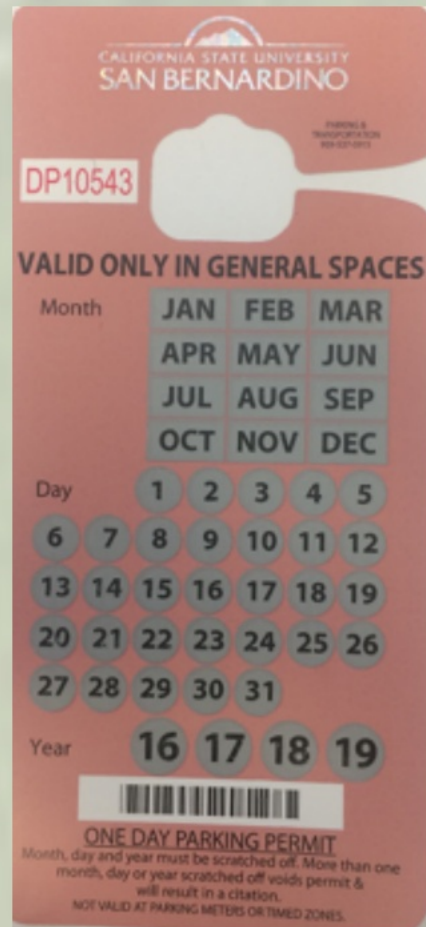 CALIFORNIA STATE UNIVERSITY
SAN BERNARDINO
PARKING &
TRANSPORTATION
DP10543
VALID ONLY IN GENERAL SPACES
Month JAN FEB MAR
APR MAY JUN
JUL AUG SEP
OCT NOV DEC
Day 1 2 3 4 5
6 7 8 9 10 11 12
13 14 15 16 17 18 19
20 21 22 23 24 25 26
27 28 29 30 31
Year 16 17 18 19
ONE DAY PARKING PERMIT
Month, day and year must be scratched off. More than one
month, day or year scratched off voids permit &
will result in a citation.
NOT VALID AT PARKING METERS OR TIMED ZONES.